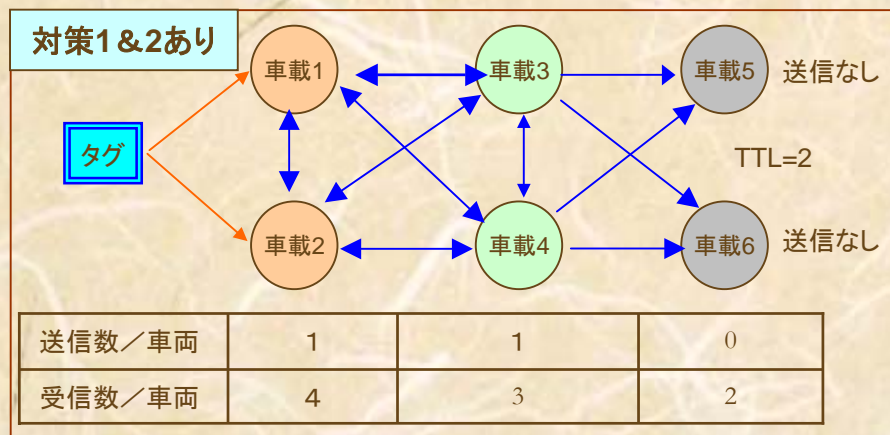 対策1&2あり
車載1
車載3
車載5
送信なし
タグ
TTL=2
車載2
車載4
車載6
送信なし
送信数／車両 1 1 0
受信数／車両 4 3 2